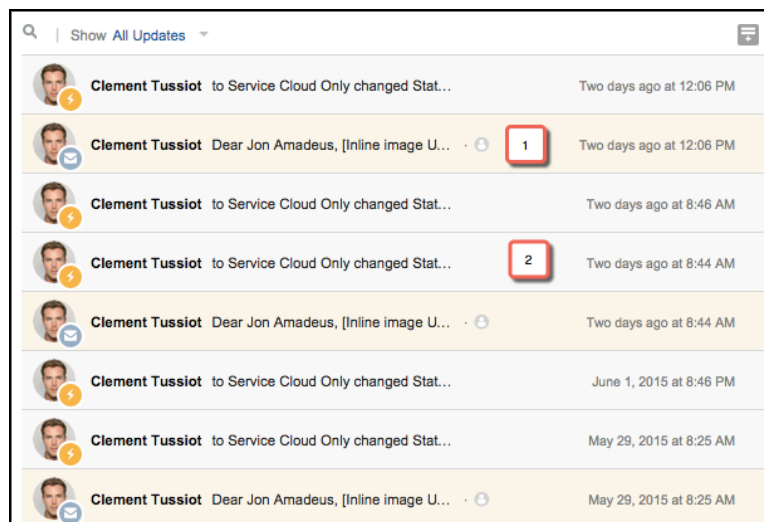 | Show All Updates
Clement Tussiot to Service Cloud Only changed Stat... Two days ago at 12:06 PM
Clement Tussiot Dear Jon Amadeus, [Inline image U... · 1 Two days ago at 12:06 PM
Clement Tussiot to Service Cloud Only changed Stat... Two days ago at 8:46 AM
Clement Tussiot to Service Cloud Only changed Stat... 2 Two days ago at 8:44 AM
Clement Tussiot Dear Jon Amadeus, [Inline image U... · Two days ago at 8:44 AM
Clement Tussiot to Service Cloud Only changed Stat... June 1, 2015 at 8:46 PM
Clement Tussiot to Service Cloud Only changed Stat... May 29, 2015 at 8:25 AM
Clement Tussiot Dear Jon Amadeus, [Inline image U... · May 29, 2015 at 8:25 AM